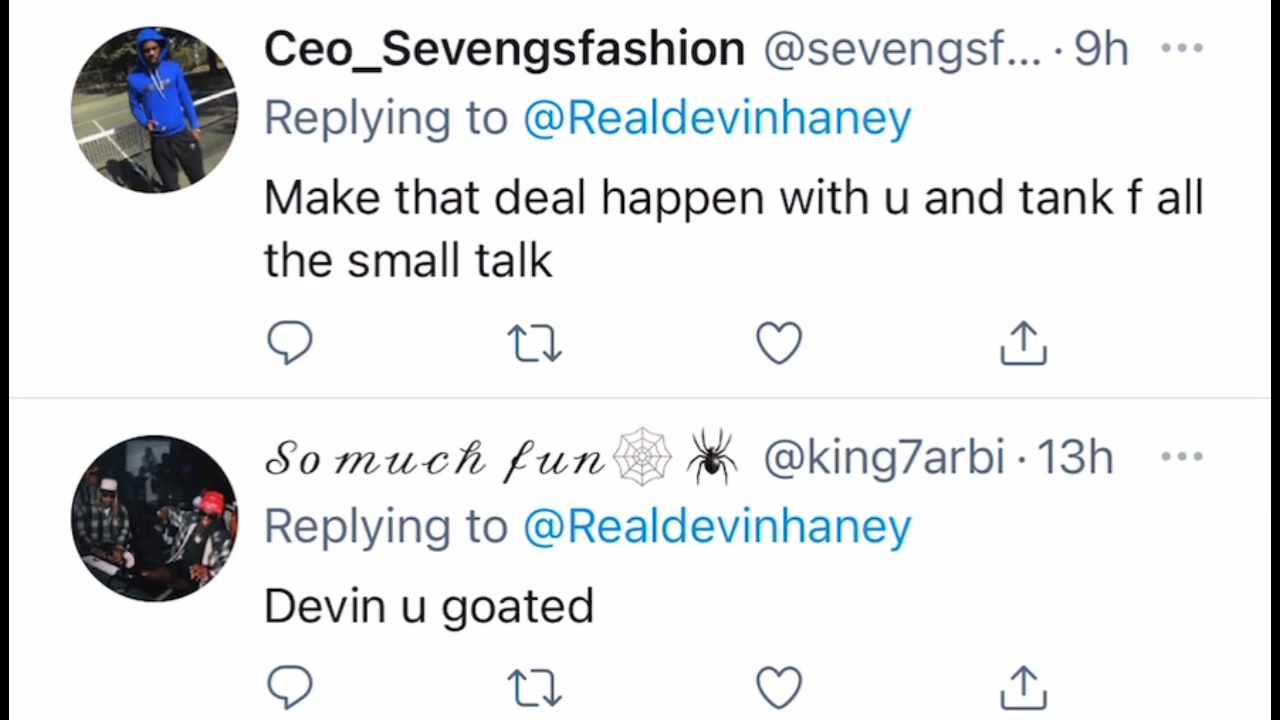 Ceo_Sevengsfashion @sevengsf... · 9h ···
Replying to @Realdevinhaney
Make that deal happen with u and tank f all
the small talk
𝒮𝑜 𝓂𝓊𝒸𝒽 𝒻𝓊𝓃🕸🕷 @king7arbi · 13h ···
Replying to @Realdevinhaney
Devin u goated